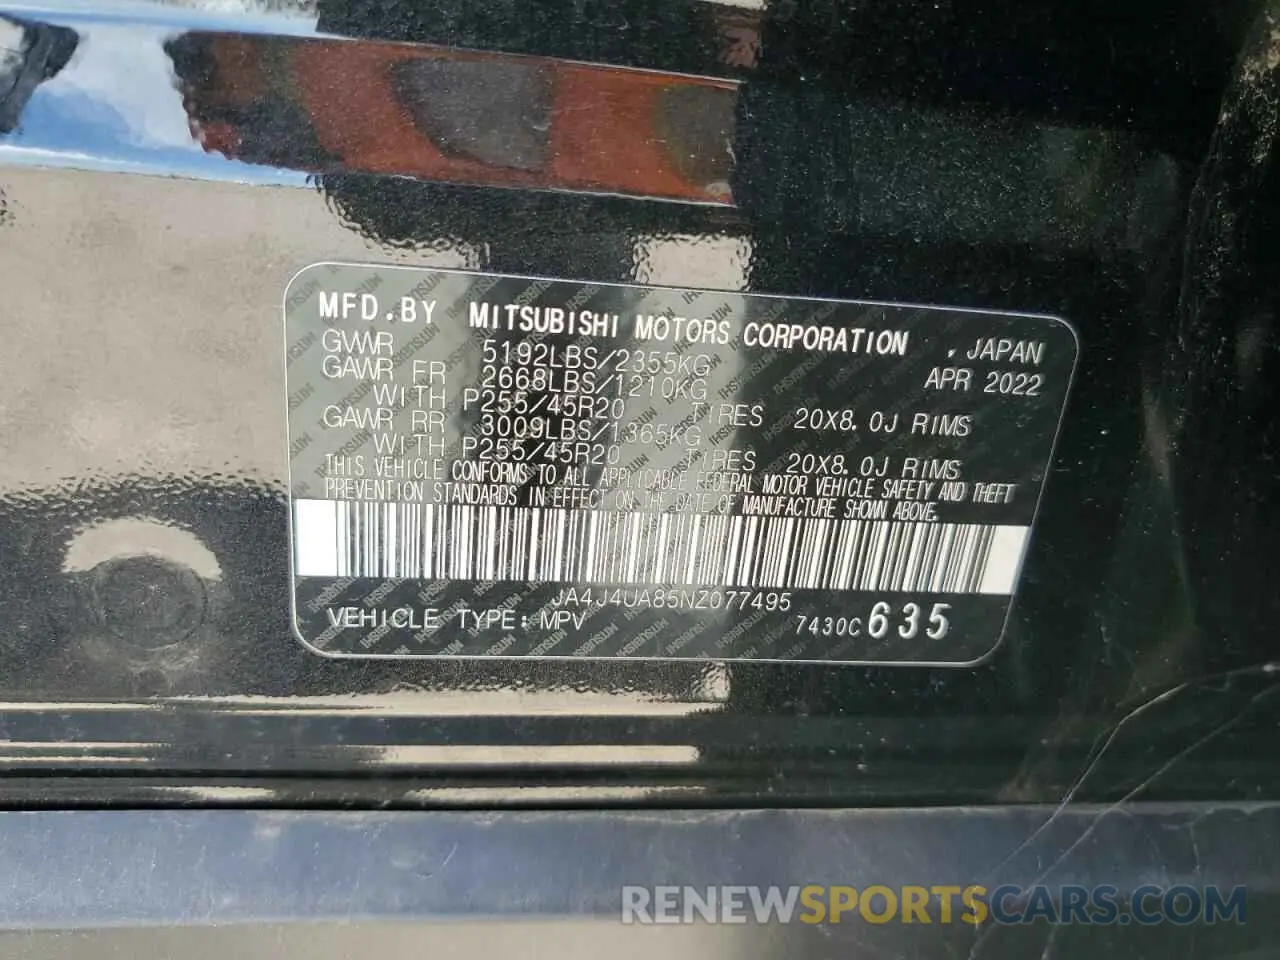 MFD.BY MITSUBISHI MOTORS CORPORATION , JAPAN
GVWR 5192LBS/2355KG APR 2022
GAWR FR 2668LBS/1210KG
WITH P255/45R20 TIRES 20X8.0J RIMS
GAWR RR 3009LBS/1365KG
WITH P255/45R20 TIRES 20X8.0J RIMS
THIS VEHICLE CONFORMS TO ALL APPLICABLE FEDERAL MOTOR VEHICLE SAFETY AND THEFT
PREVENTION STANDARDS IN EFFECT ON THE DATE OF MANUFACTURE SHOWN ABOVE.
JA4J4UA85NZ077495
VEHICLE TYPE: MPV 7430C 635
RENEWSPORTSCARS.COM